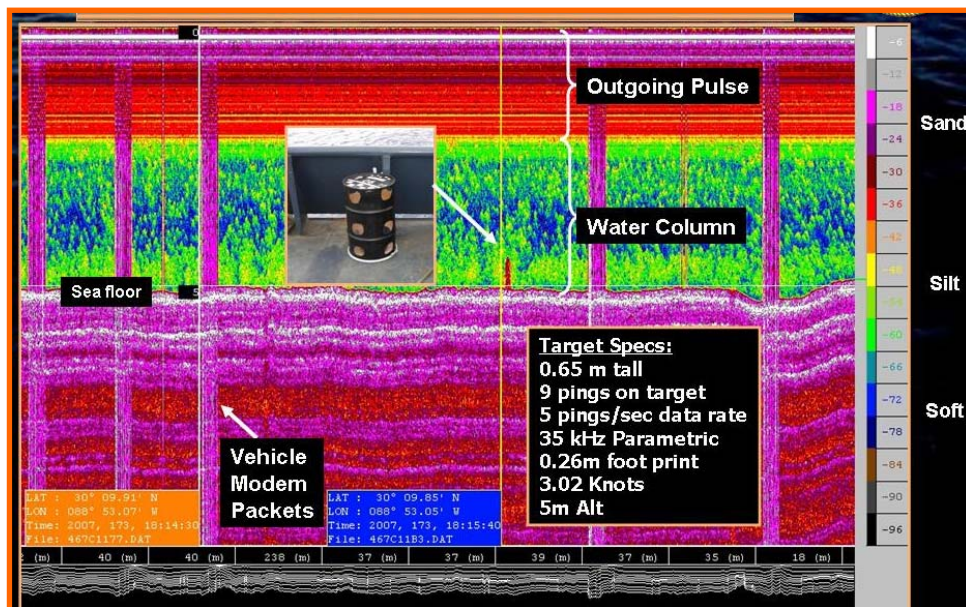 0
Outgoing Pulse
Water Column
Sea floor
5
Target Specs:
0.65 m tall
9 pings on target
5 pings/sec data rate
35 kHz Parametric
0.26m foot print
3.02 Knots
5m Alt
Vehicle
Modem
Packets
LAT : 30° 09.91' N
LON : 088° 53.07' W
Time: 2007, 173, 18:14:30
File: 467C1177.DAT
LAT : 30° 09.85' N
LON : 088° 53.05' W
Time: 2007, 173, 18:15:40
File: 467C11B3.DAT
(m) 40 (m) 40 (m) 238 (m) 37 (m) 37 (m) 39 (m) 37 (m) 35 (m) 18 (m)
-6
-12
-18
-24
-30
-36
-42
-48
-54
-60
-66
-72
-78
-84
-90
-96
Sand
Silt
Soft